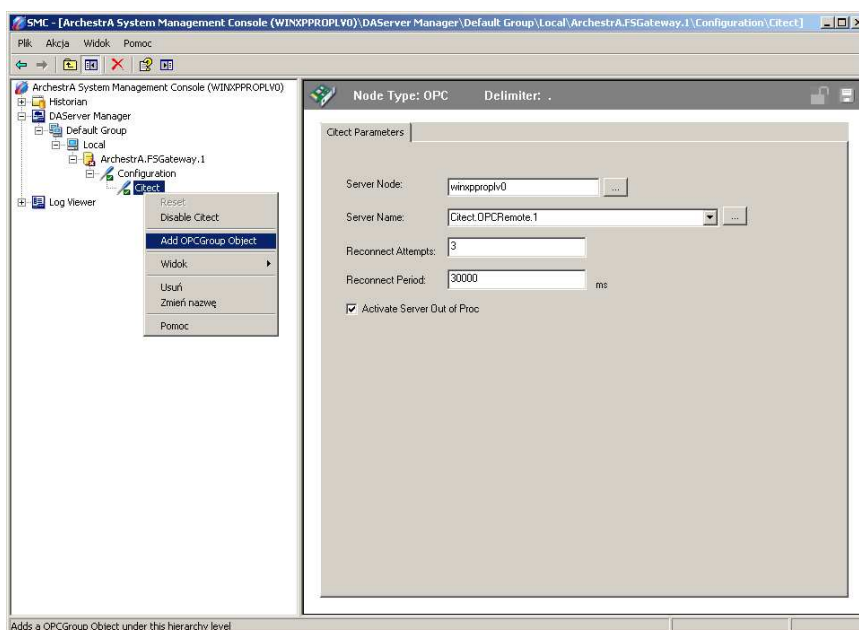 SMC - [ArchestrA System Management Console (WINXPPROPLV0)\DAServer Manager\Default Group\Local\ArchestrA.FSGateway.1\Configuration\Citect]
Plik Akcja Widok Pomoc
ArchestrA System Management Console (WINXPPROPLV0)
Historian
DAServer Manager
Default Group
Local
ArchestrA.FSGateway.1
Configuration
Citect
Log Viewer
Reset
Disable Citect
Add OPCGroup Object
Widok
Usuń
Zmień nazwę
Pomoc
Node Type: OPC Delimiter: .
Citect Parameters
Server Node: winxpproplv0 ...
Server Name: Citect.OPCRemote.1 ...
Reconnect Attempts: 3
Reconnect Period: 30000 ms
Activate Server Out of Proc
Adds a OPCGroup Object under this hierarchy level